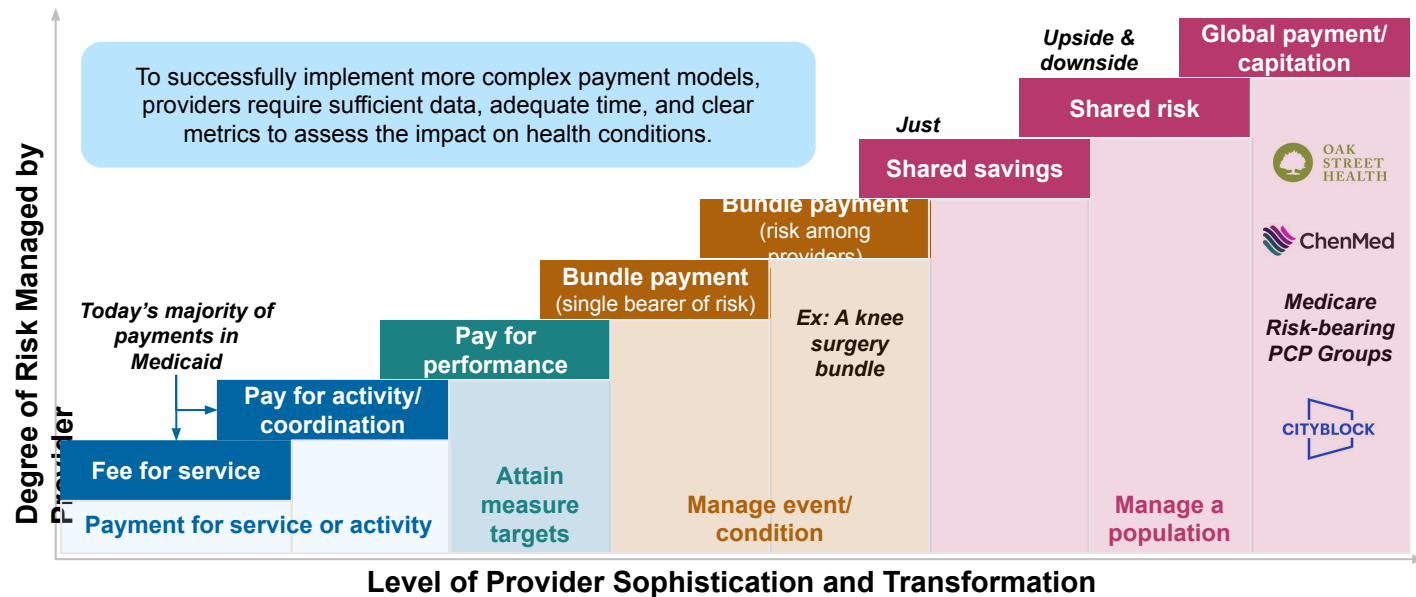 To successfully implement more complex payment models,
providers require sufficient data, adequate time, and clear
metrics to assess the impact on health conditions.
Upside &
downside
Global payment/
capitation
Shared risk
Just
Shared savings
Bundle payment
(risk among
providers)
Bundle payment
(single bearer of risk)
Pay for
performance
Pay for activity/
coordination
Fee for service
Today’s majority of
payments in
Medicaid
Ex: A knee
surgery
bundle
OAK
STREET
HEALTH
ChenMed
Medicare
Risk-bearing
PCP Groups
CITYBLOCK
Payment for service or activity
Attain
measure
targets
Manage event/
condition
Manage a
population
Degree of Risk Managed by
Provider
Level of Provider Sophistication and Transformation